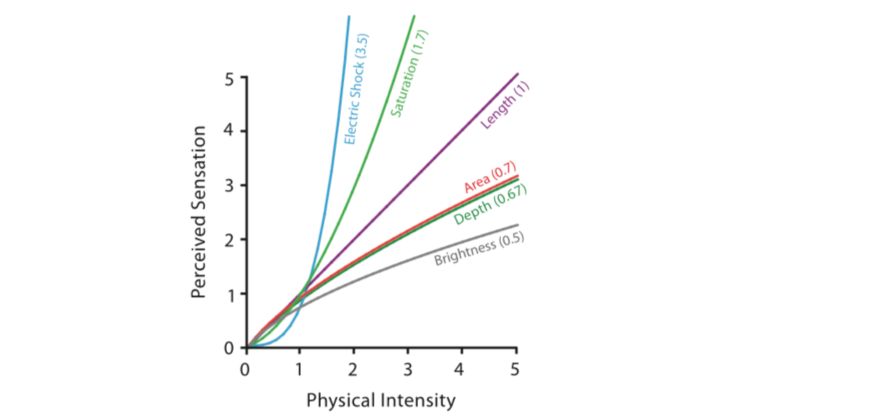 Electric Shock (3.5)
Saturation (1.7)
Length (1)
Area (0.7)
Depth (0.67)
Brightness (0.5)
Perceived Sensation
5
4
3
2
1
0
0 1 2 3 4 5
Physical Intensity